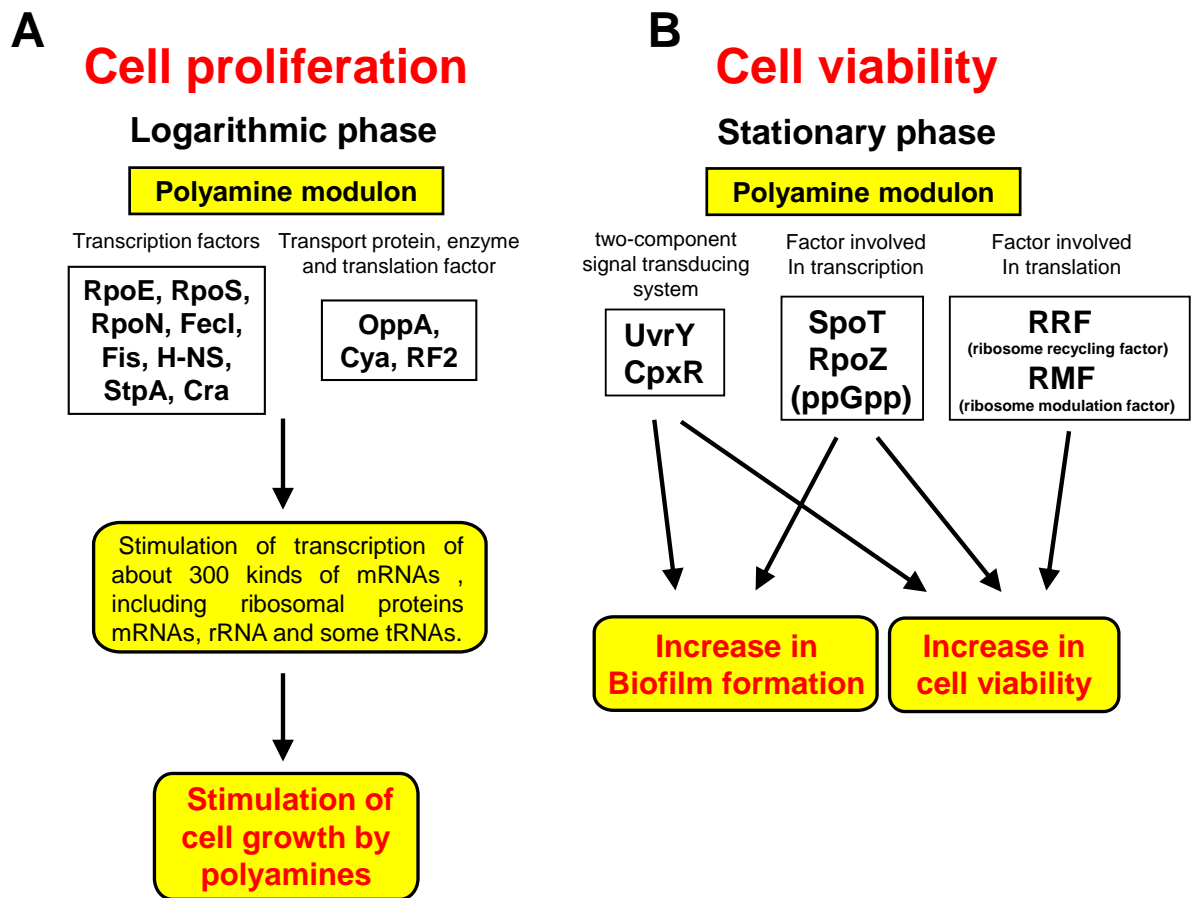 A
Cell proliferation
Logarithmic phase
Polyamine modulon
Transcription factors
RpoE, RpoS,
RpoN, FecI,
Fis, H-NS,
StpA, Cra
Transport protein, enzyme
and translation factor
OppA,
Cya, RF2
Stimulation of transcription of
about 300 kinds of mRNAs ,
including ribosomal proteins
mRNAs, rRNA and some tRNAs.
Stimulation of
cell growth by
polyamines
B
Cell viability
Stationary phase
Polyamine modulon
two-component
signal transducing
system
UvrY
CpxR
Factor involved
In transcription
SpoT
RpoZ
(ppGpp)
Factor involved
In translation
RRF
(ribosome recycling factor)
RMF
(ribosome modulation factor)
Increase in
Biofilm formation
Increase in
cell viability